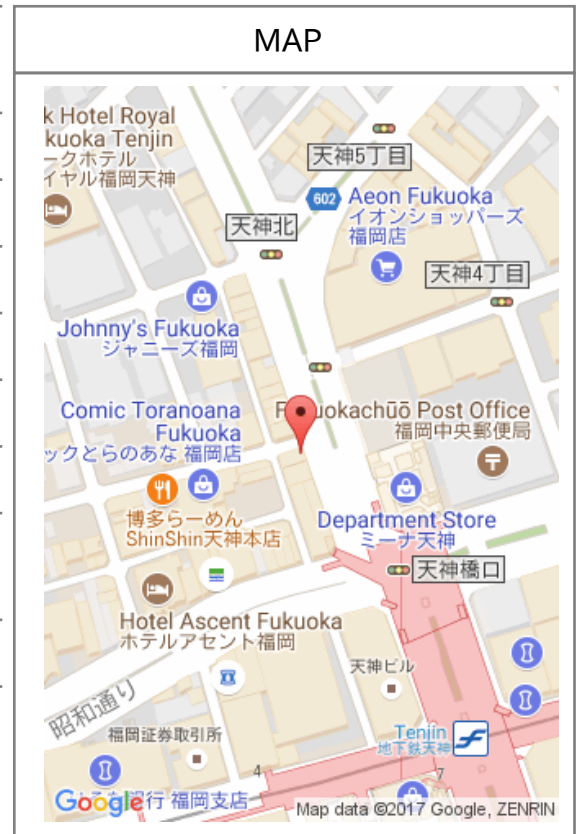 MAP
k Hotel Royal
kuoka Tenjin
ークホテル
イヤル福岡天神
天神5丁目
602
Aeon Fukuoka
イオンショッパーズ
福岡店
天神北
天神4丁目
Johnny's Fukuoka
ジャニーズ福岡
Comic Toranoana
Fukuoka
ックとらのあな 福岡店
F uokachūō Post Office
福岡中央郵便局
博多らーめん
ShinShin天神本店
Department Store
ミーナ天神
天神橋口
Hotel Ascent Fukuoka
ホテルアセント福岡
天神ビル
昭和通り
福岡証券取引所
Tenjin
地下鉄天神
4
7
銀行 福岡支店
Google
Map data ©2017 Google, ZENRIN